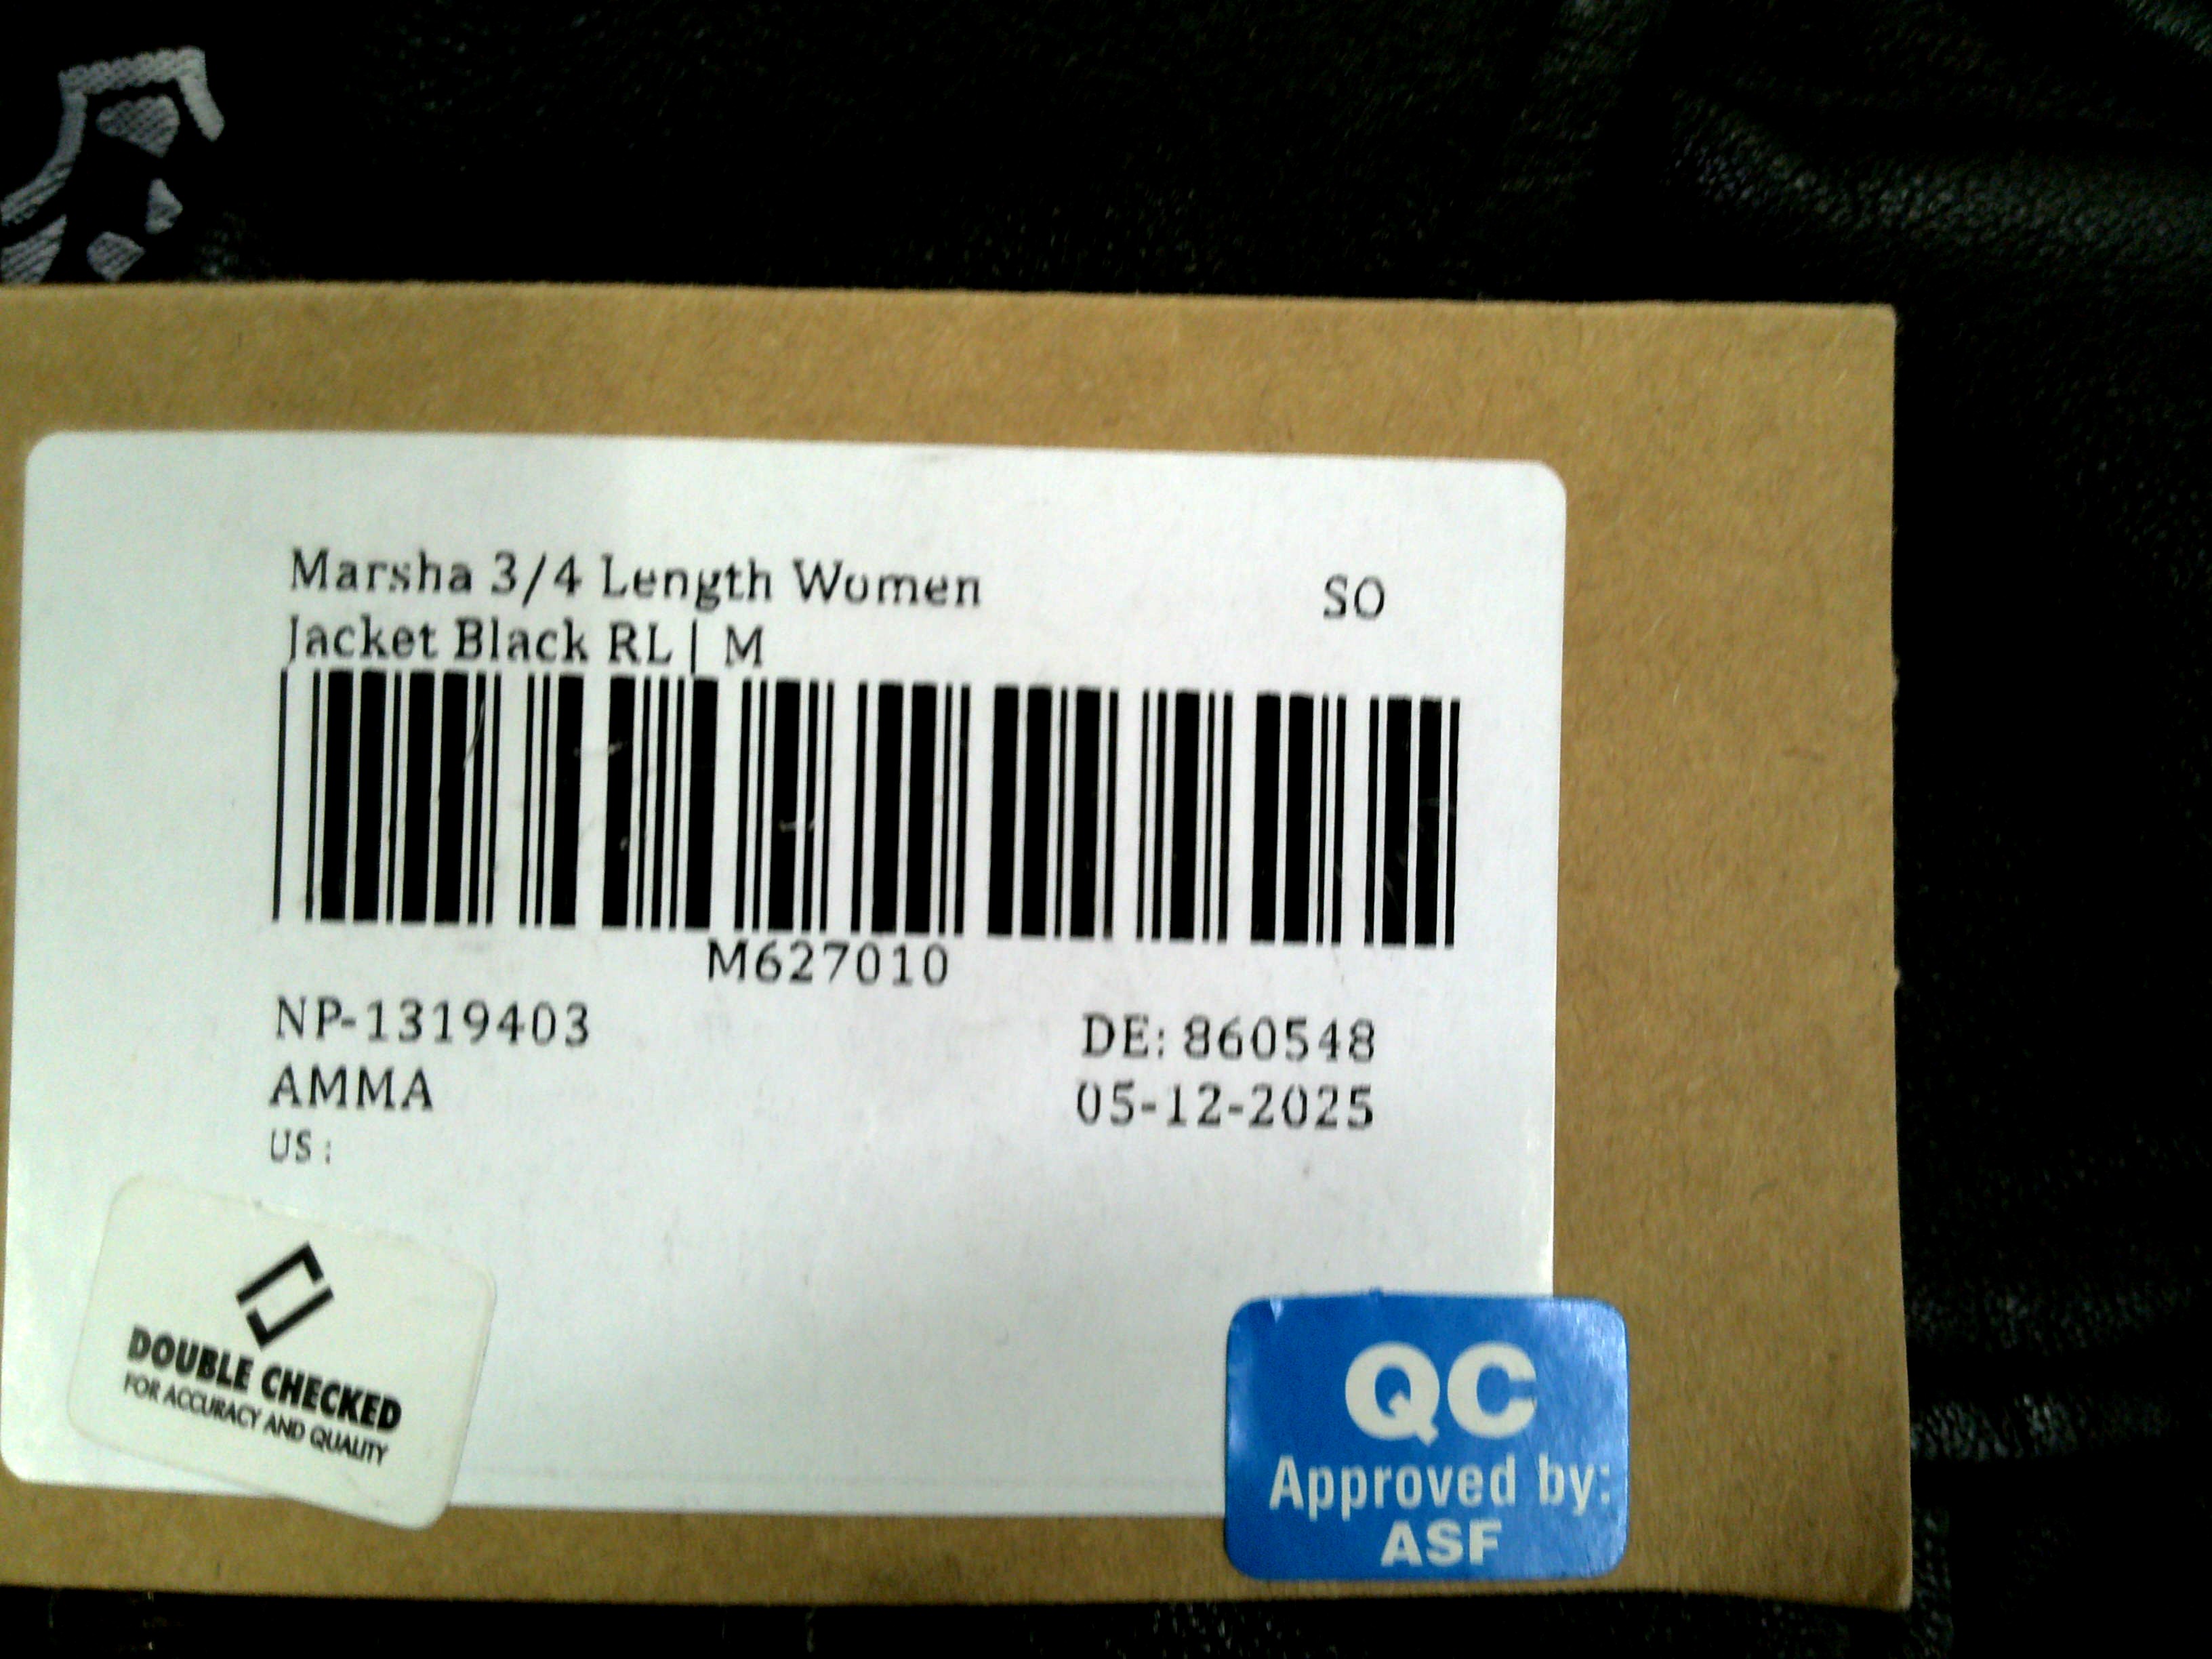 Marsha 3/4 Length Women SO
Jacket Black RL | M
M627010
NP-1319403 DE: 860548
AMMA 05-12-2025
US :
DOUBLE CHECKED
FOR ACCURACY AND QUALITY
QC
Approved by:
ASF